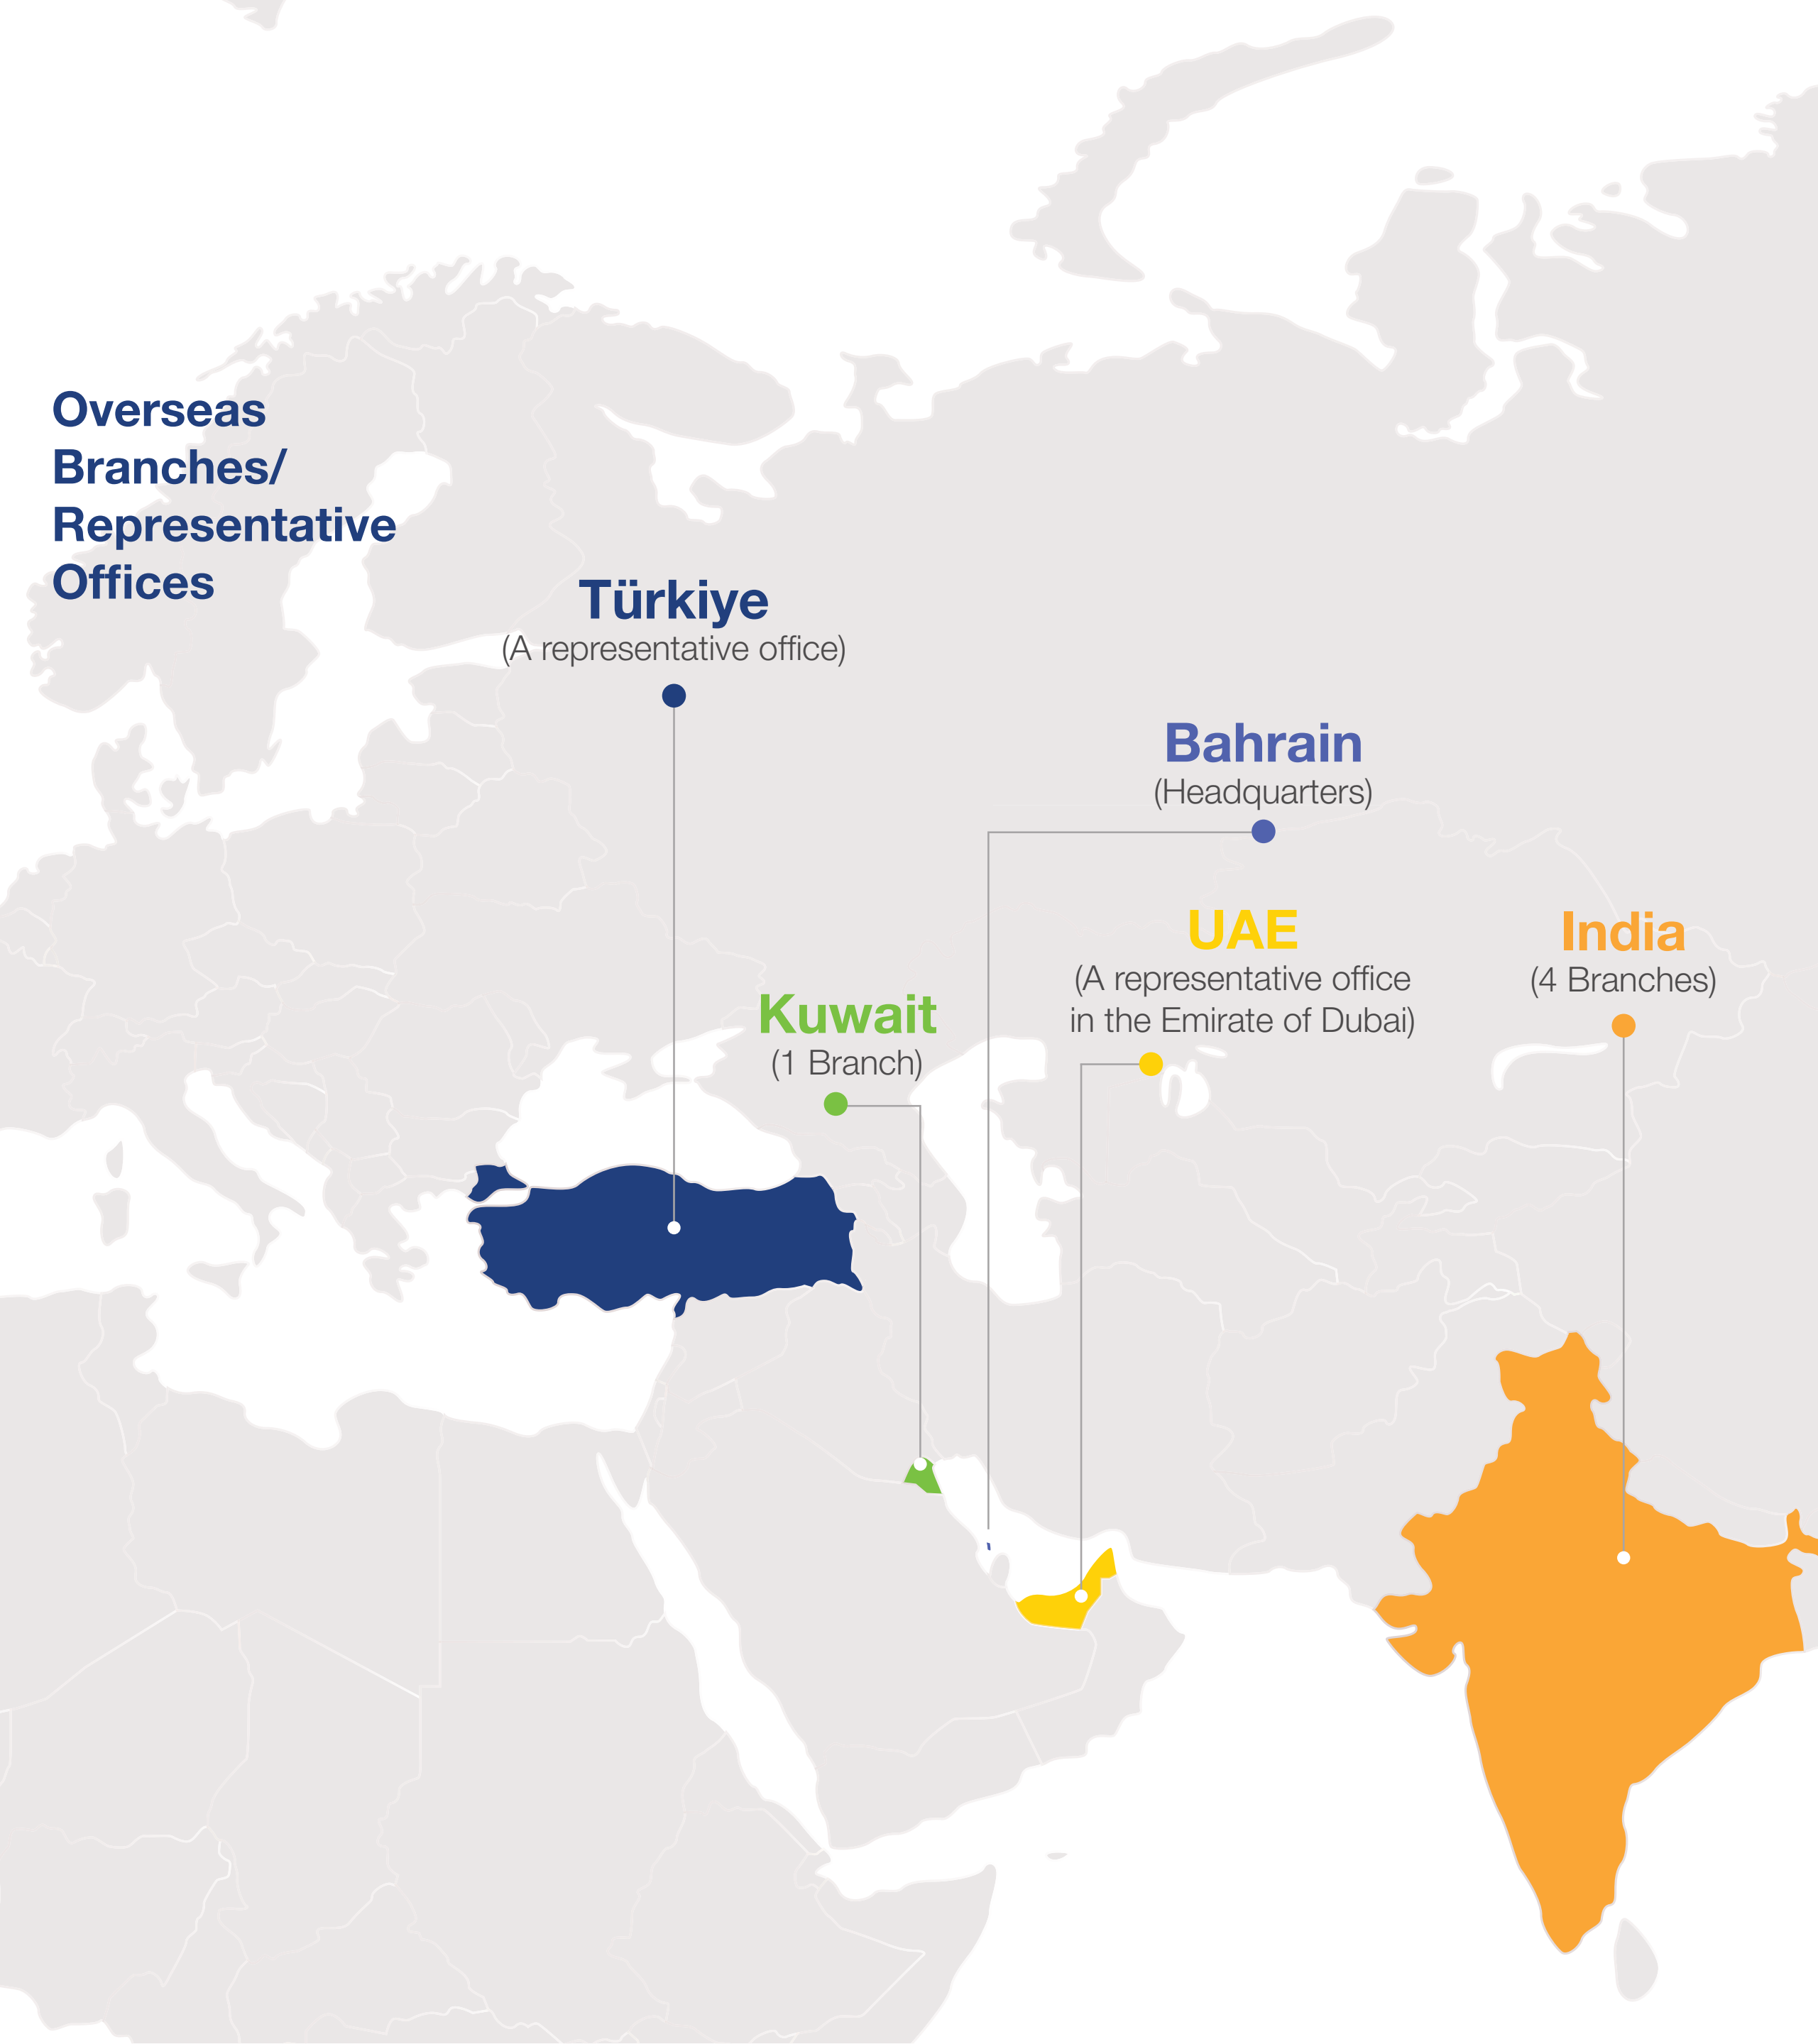 Overseas
Branches/
Representative
Offices
Türkiye
(A representative office)
Bahrain
(Headquarters)
UAE
(A representative office
in the Emirate of Dubai)
India
(4 Branches)
Kuwait
(1 Branch)